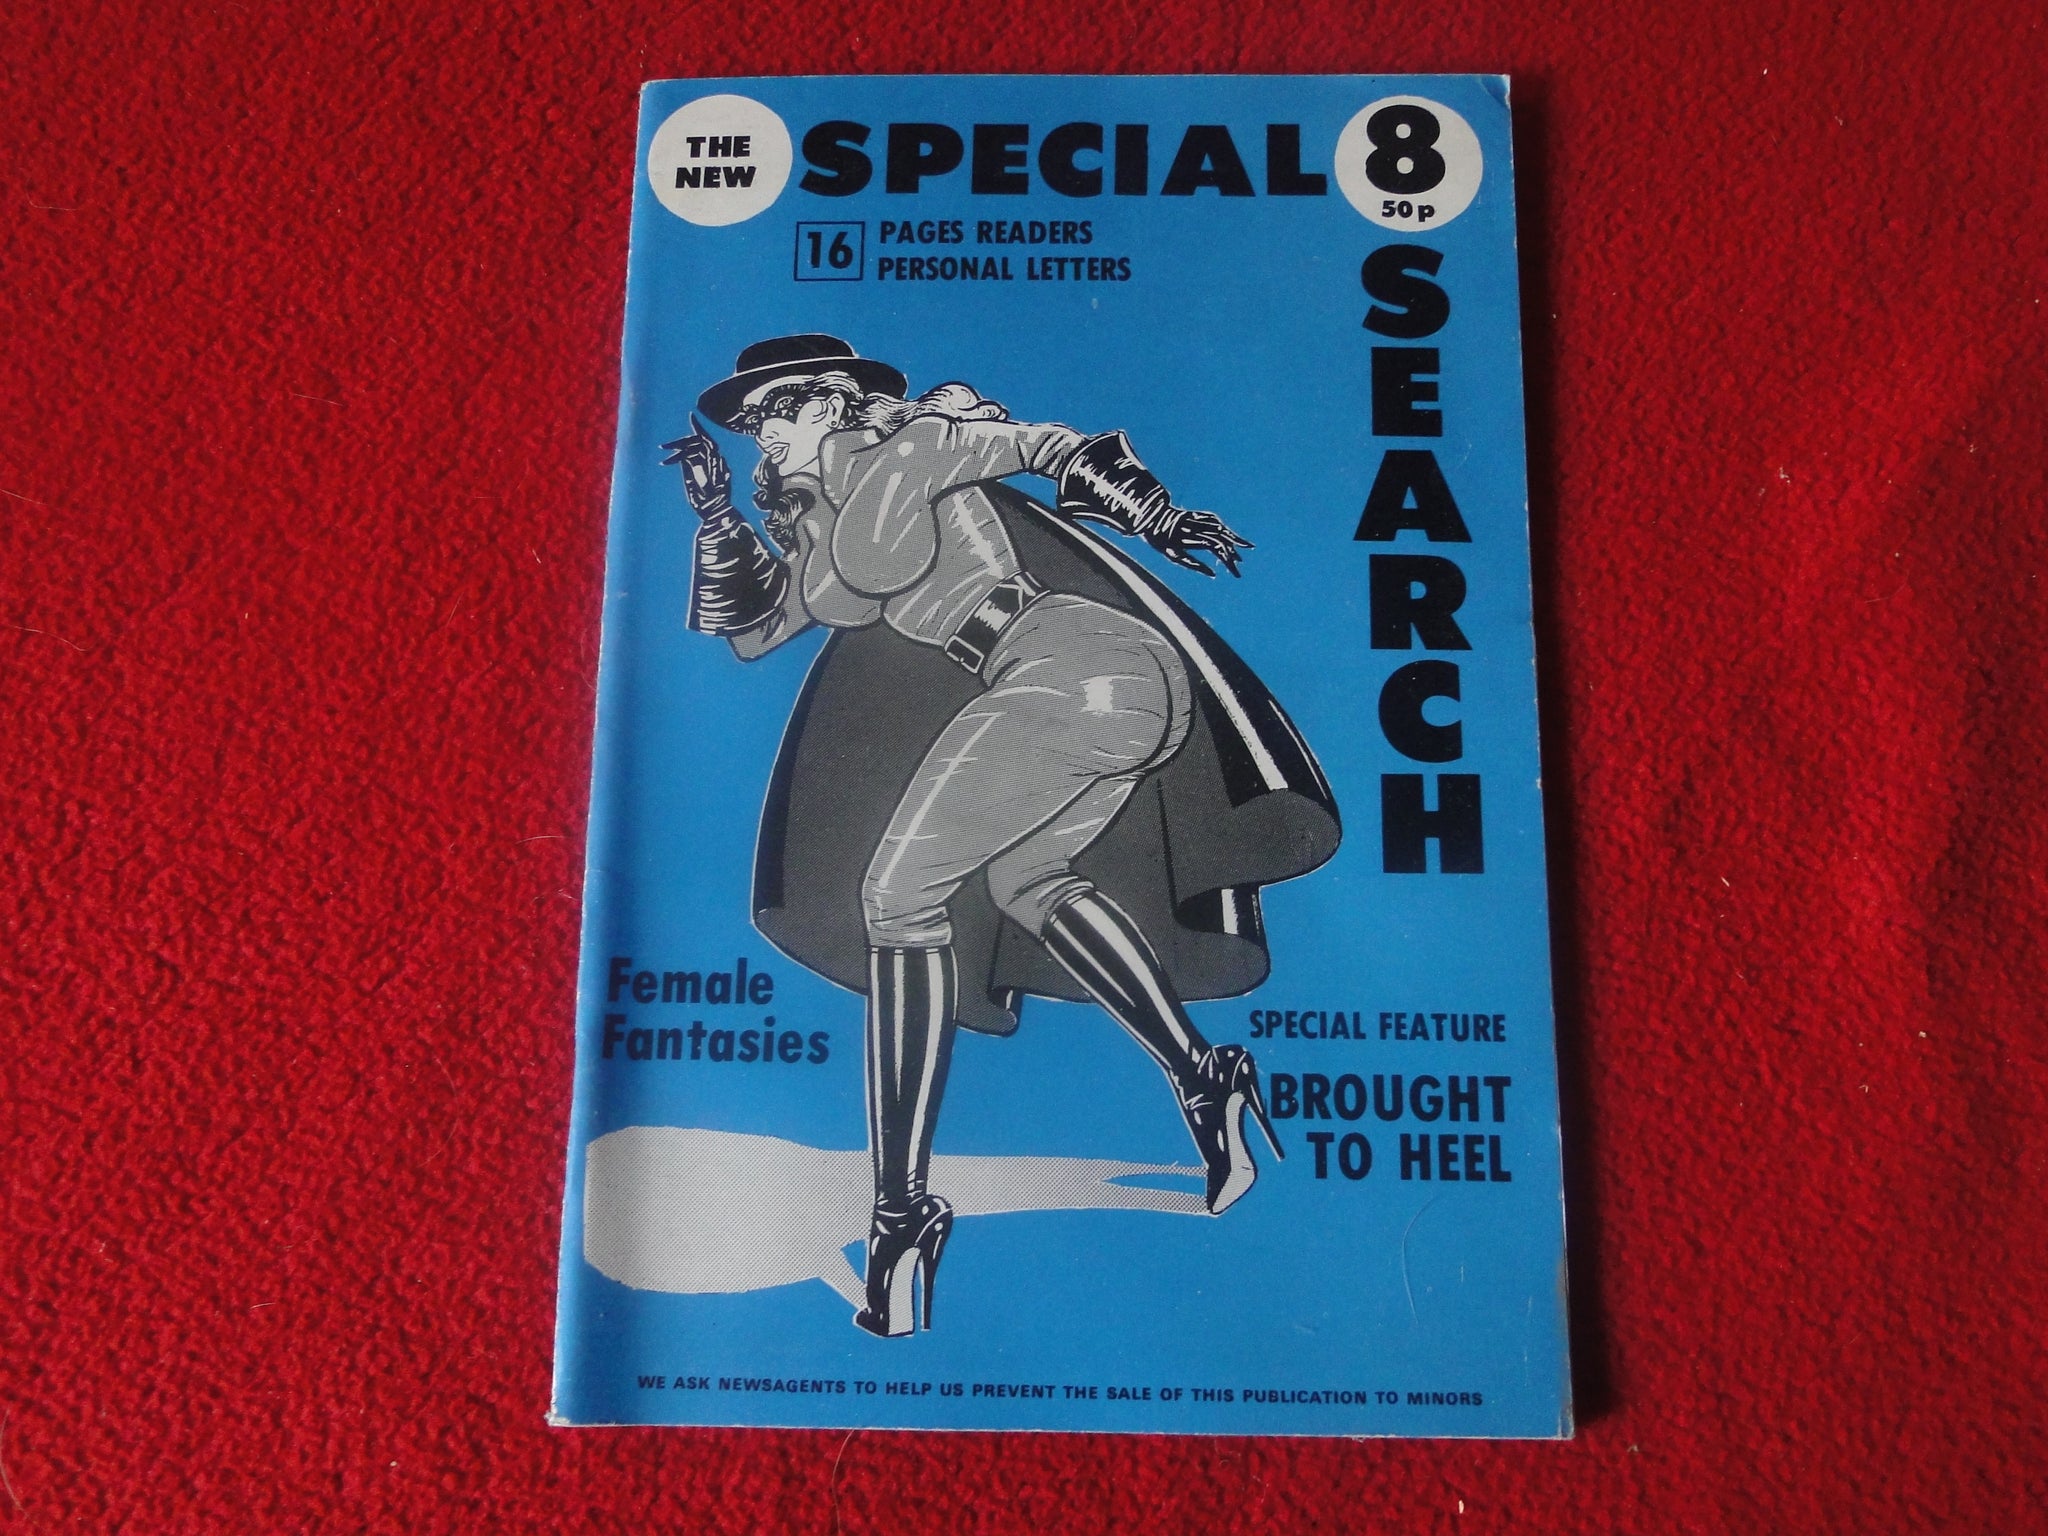 THE
NEW
SPECIAL
8
50p
16
PAGES READERS
PERSONAL LETTERS
SEARCH
Female
Fantasies
SPECIAL FEATURE
BROUGHT
TO HEEL
WE ASK NEWSAGENTS TO HELP US PREVENT THE SALE OF THIS PUBLICATION TO MINORS